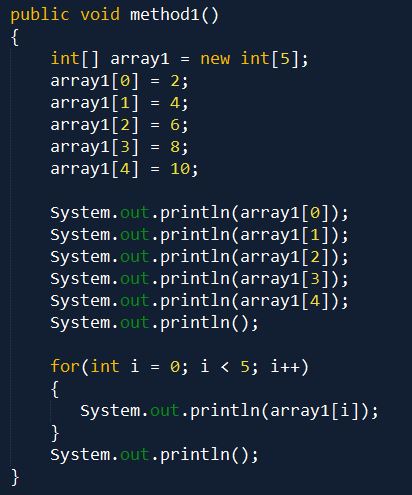 public void method1()
{
    int[] array1 = new int[5];
    array1[0] = 2;
    array1[1] = 4;
    array1[2] = 6;
    array1[3] = 8;
    array1[4] = 10;

    System.out.println(array1[0]);
    System.out.println(array1[1]);
    System.out.println(array1[2]);
    System.out.println(array1[3]);
    System.out.println(array1[4]);
    System.out.println();

    for(int i = 0; i < 5; i++)
    {
       System.out.println(array1[i]);
    }
    System.out.println();
}